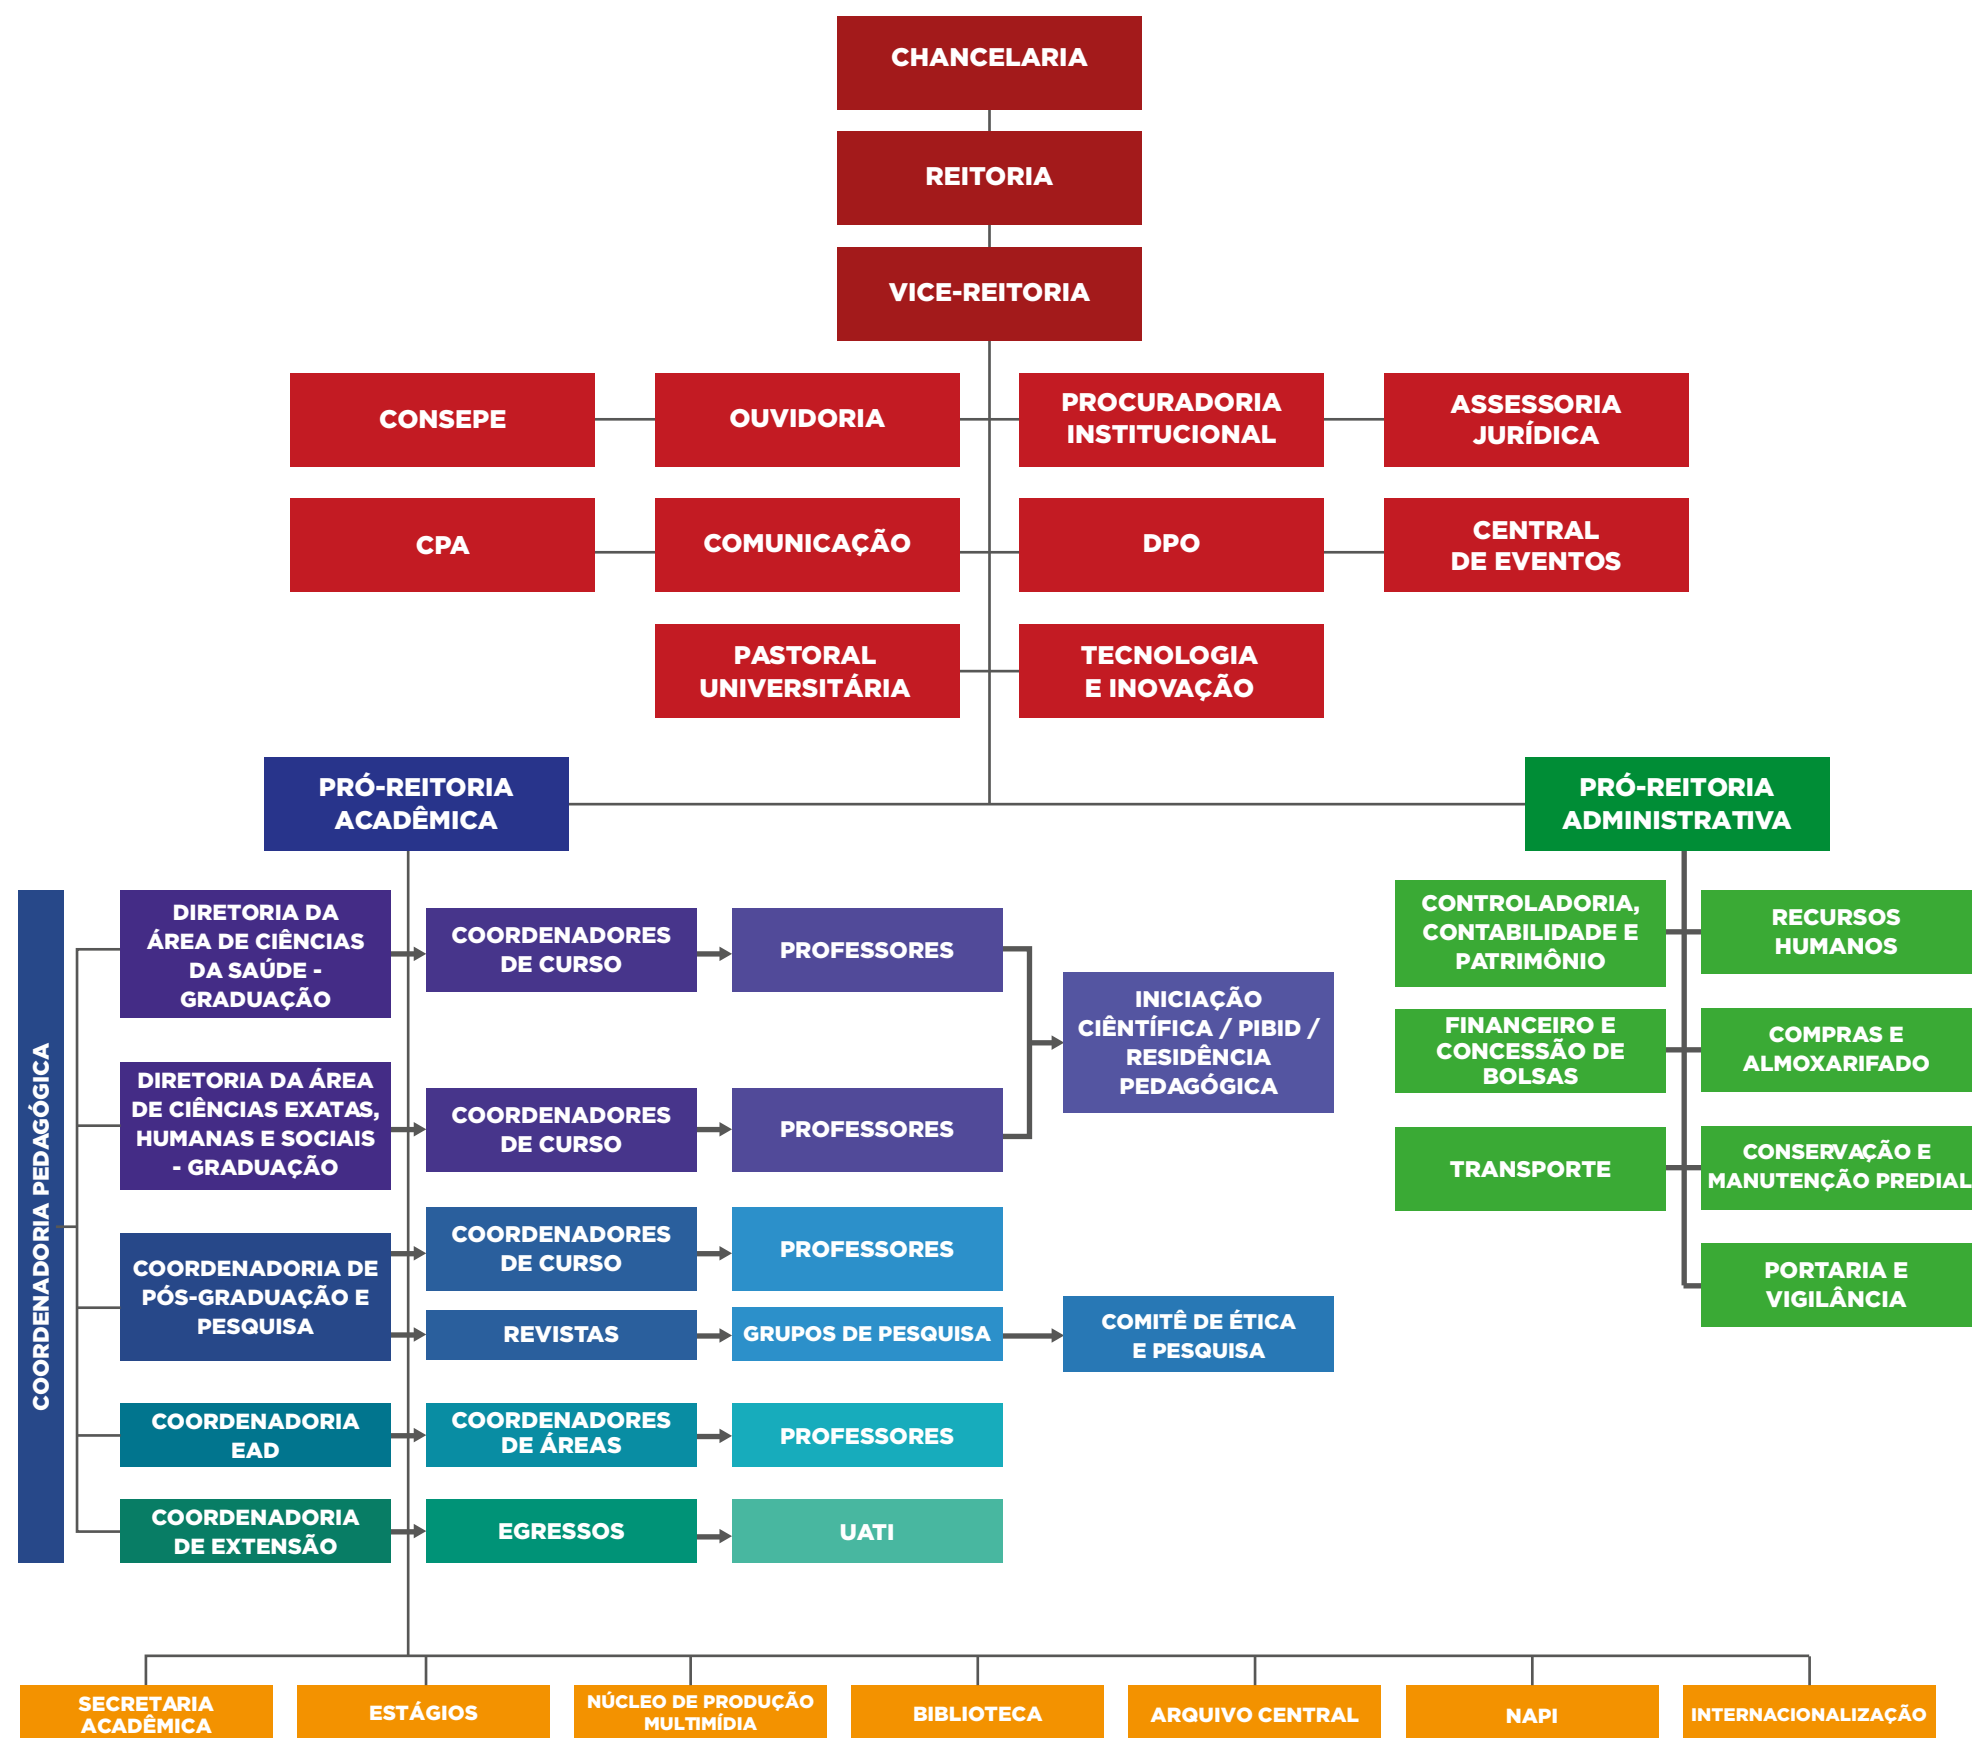 CHANCELARIA
REITORIA
VICE-REITORIA
CONSEPE
OUVIDORIA
PROCURADORIA
INSTITUCIONAL
ASSESSORIA
JURÍDICA
CPA
COMUNICAÇÃO
DPO
CENTRAL
DE EVENTOS
PASTORAL
UNIVERSITÁRIA
TECNOLOGIA
E INOVAÇÃO
PRÓ-REITORIA
ACADÊMICA
PRÓ-REITORIA
ADMINISTRATIVA
COORDENADORIA PEDAGÓGICA
DIRETORIA DA
ÁREA DE CIÊNCIAS
DA SAÚDE -
GRADUAÇÃO
COORDENADORES
DE CURSO
PROFESSORES
DIRETORIA DA ÁREA
DE CIÊNCIAS EXATAS,
HUMANAS E SOCIAIS
- GRADUAÇÃO
COORDENADORES
DE CURSO
PROFESSORES
INICIAÇÃO
CIÊNTÍFICA / PIBID /
RESIDÊNCIA
PEDAGÓGICA
COORDENADORIA DE
PÓS-GRADUAÇÃO E
PESQUISA
COORDENADORES
DE CURSO
PROFESSORES
REVISTAS
GRUPOS DE PESQUISA
COMITÊ DE ÉTICA
E PESQUISA
COORDENADORIA
EAD
COORDENADORES
DE ÁREAS
PROFESSORES
COORDENADORIA
DE EXTENSÃO
EGRESSOS
UATI
CONTROLADORIA,
CONTABILIDADE E
PATRIMÔNIO
RECURSOS
HUMANOS
FINANCEIRO E
CONCESSÃO DE
BOLSAS
COMPRAS E
ALMOXARIFADO
TRANSPORTE
CONSERVAÇÃO E
MANUTENÇÃO PREDIAL
PORTARIA E
VIGILÂNCIA
SECRETARIA
ACADÊMICA
ESTÁGIOS
NÚCLEO DE PRODUÇÃO
MULTIMÍDIA
BIBLIOTECA
ARQUIVO CENTRAL
NAPI
INTERNACIONALIZAÇÃO